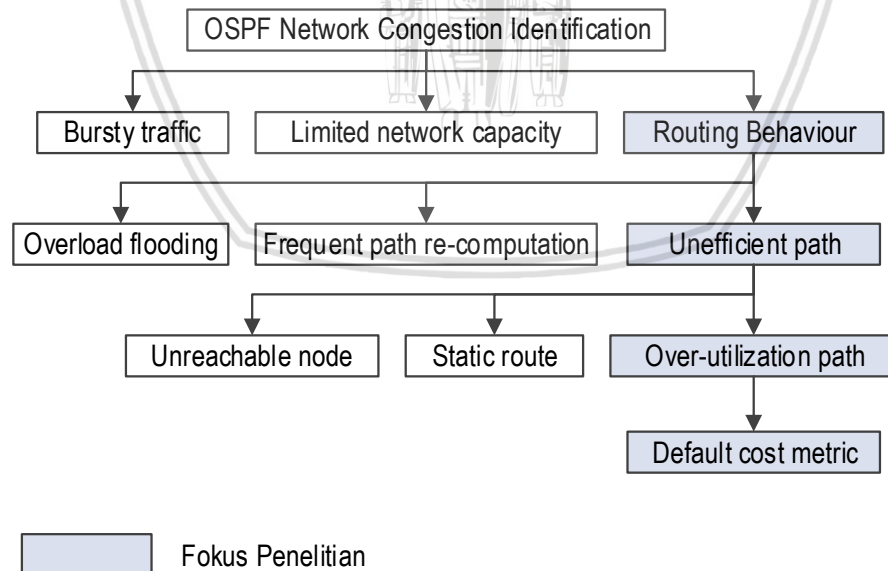 OSPF Network Congestion Identification
Bursty traffic
Limited network capacity
Routing Behaviour
Overload flooding
Frequent path re-computation
Unefficient path
Unreachable node
Static route
Over-utilization path
Default cost metric
Fokus Penelitian